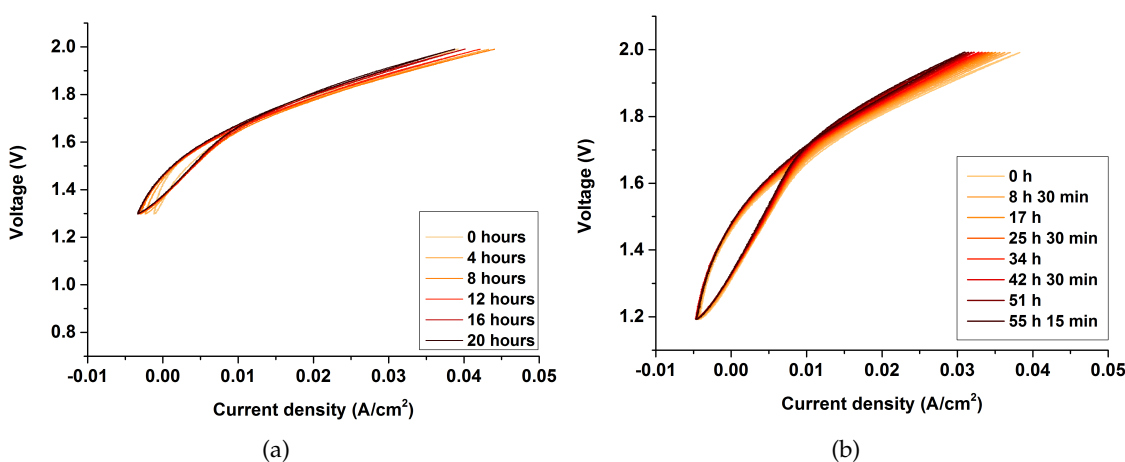 2.0
1.8
1.6
1.4
1.2
1.0
0.8
Voltage (V)
-0.01 0.00 0.01 0.02 0.03 0.04 0.05
Current density (A/cm²)
0 hours
4 hours
8 hours
12 hours
16 hours
20 hours
(a)
2.0
1.8
1.6
1.4
1.2
Voltage (V)
-0.01 0.00 0.01 0.02 0.03 0.04 0.05
Current density (A/cm²)
0 h
8 h 30 min
17 h
25 h 30 min
34 h
42 h 30 min
51 h
55 h 15 min
(b)